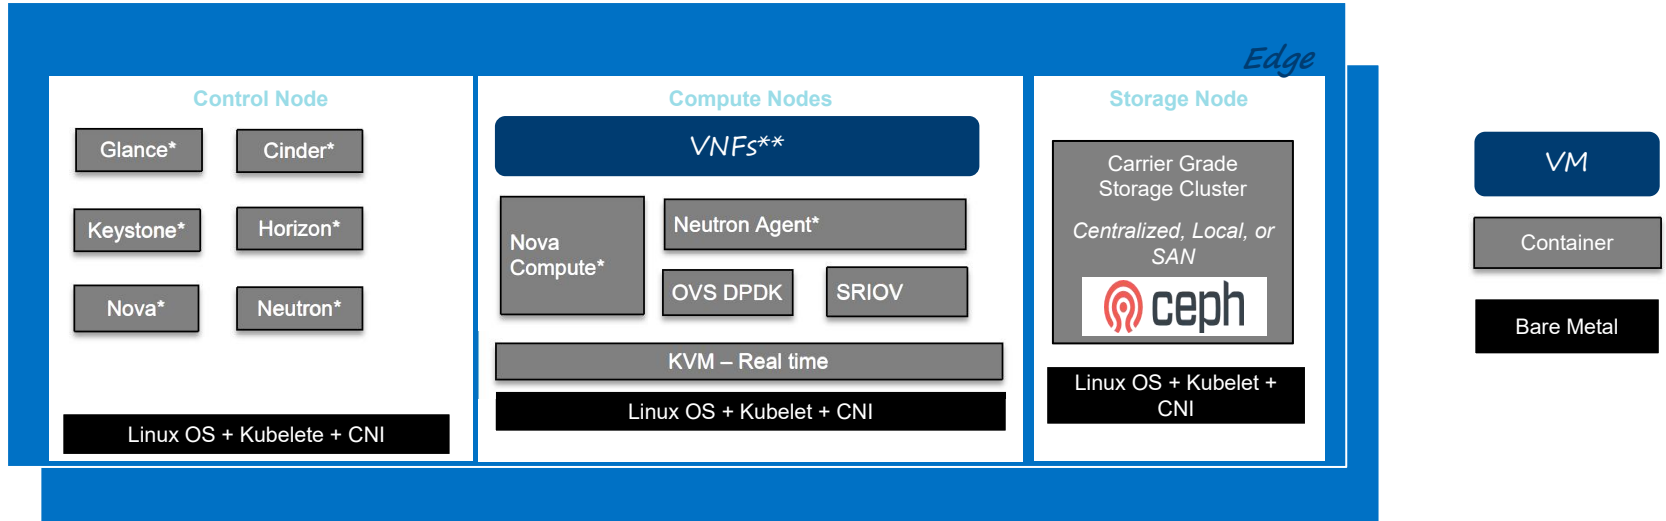 Edge
Control Node
Glance*
Cinder*
Keystone*
Horizon*
Nova*
Neutron*
Linux OS + Kubelete + CNI
Compute Nodes
VNFs**
Nova
Compute*
Neutron Agent*
OVS DPDK
SRIOV
KVM – Real time
Linux OS + Kubelet + CNI
Storage Node
Carrier Grade
Storage Cluster
Centralized, Local, or
SAN
ceph
Linux OS + Kubelet +
CNI
VM
Container
Bare Metal